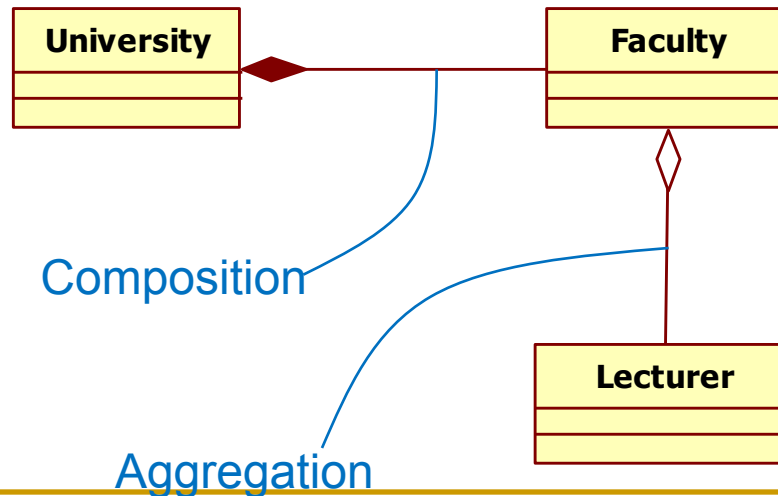 University
Faculty
Composition
Lecturer
Aggregation